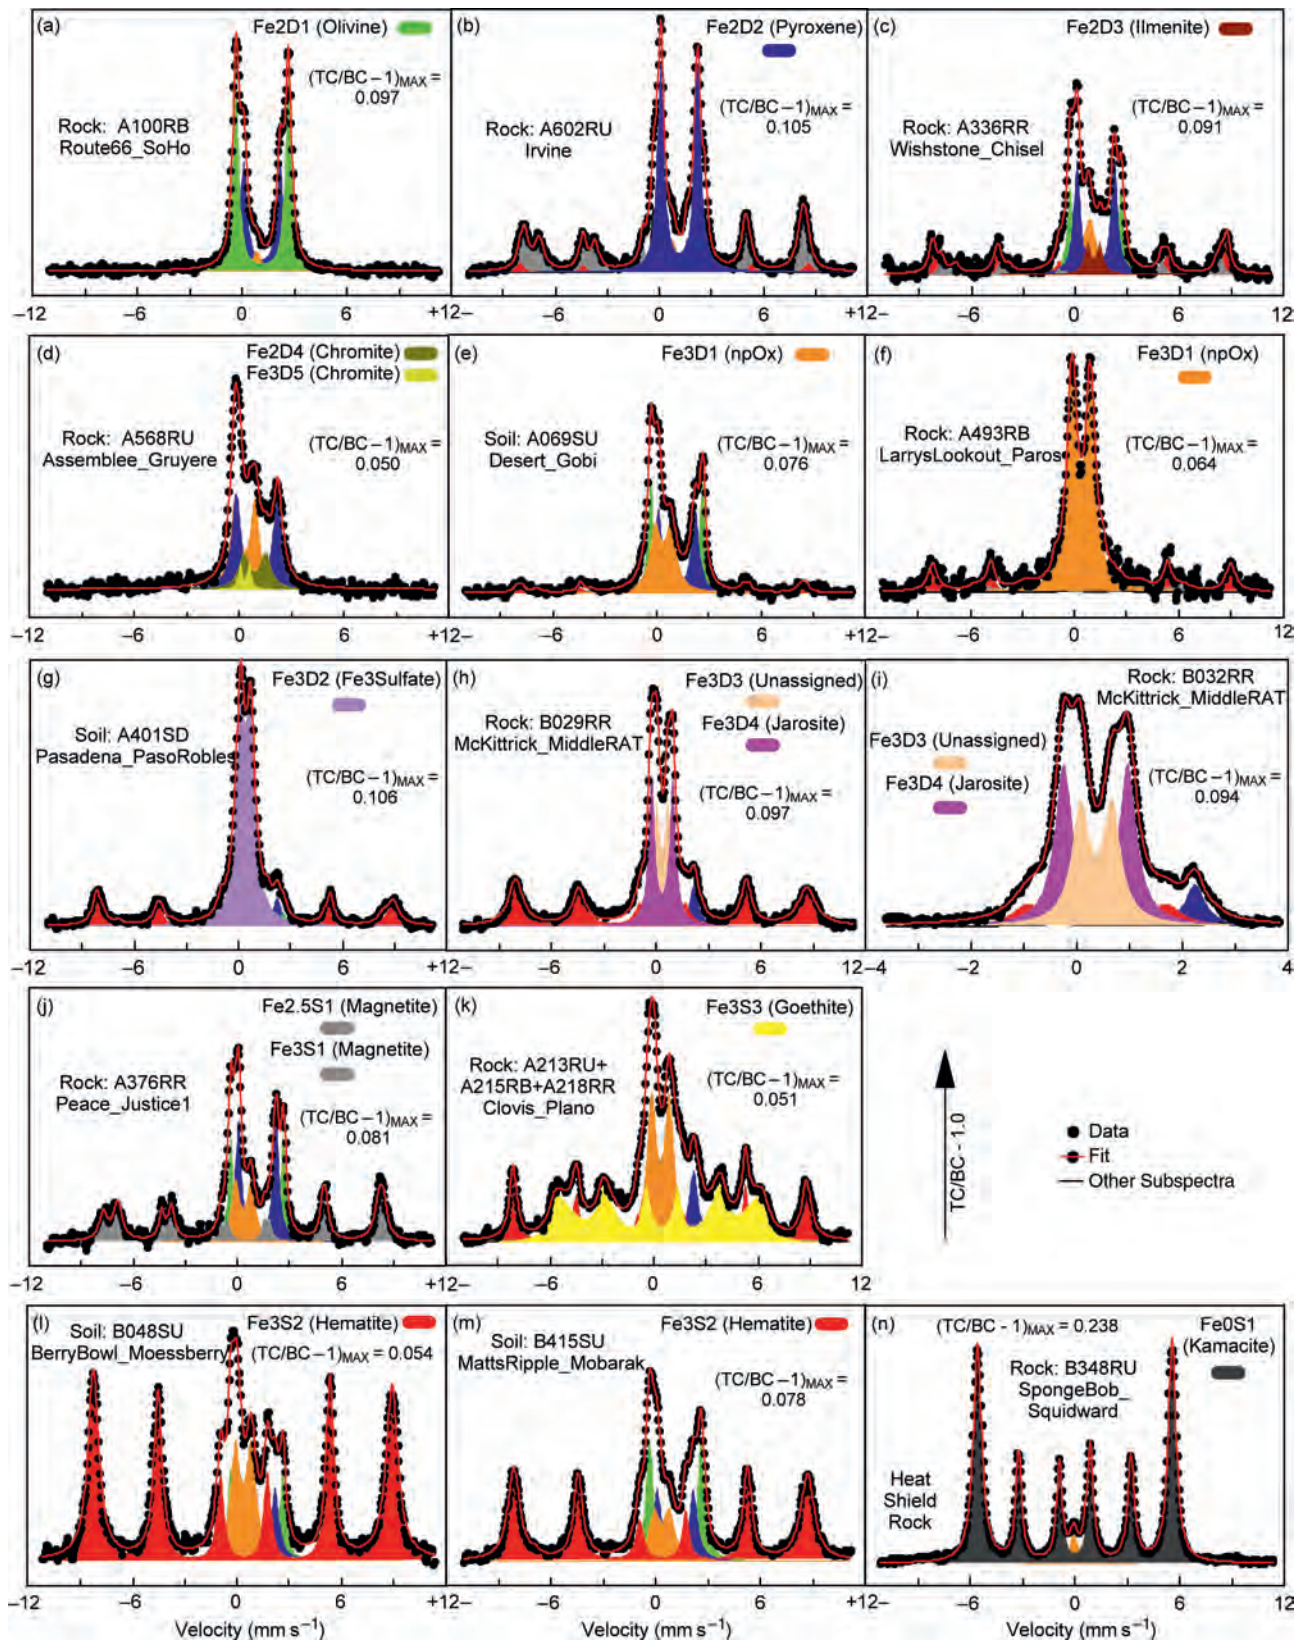 (a)
Fe2D1 (Olivine)
(TC/BC – 1)MAX =
0.097
Rock: A100RB
Route66_SoHo
–12 –6 0 6 +12
(b)
Fe2D2 (Pyroxene)
(TC/BC – 1)MAX =
0.105
Rock: A602RU
Irvine
+12– –6 0 6 +12
(c)
Fe2D3 (Ilmenite)
(TC/BC – 1)MAX =
0.091
Rock: A336RR
Wishstone_Chisel
–6 0 6 12
(d)
Fe2D4 (Chromite)
Fe3D5 (Chromite)
Rock: A568RU
Assemblee_Gruyere
(TC/BC – 1)MAX =
0.050
–12 –6 0 6 +12
(e)
Fe3D1 (npOx)
Soil: A069SU
Desert_Gobi
(TC/BC – 1)MAX =
0.076
–6 0 6 +12
(f)
Fe3D1 (npOx)
Rock: A493RB
LarrysLookout_Paros
(TC/BC – 1)MAX =
0.064
–6 0 6 12
(g)
Fe3D2 (Fe3Sulfate)
Soil: A401SD
Pasadena_PasoRobles
(TC/BC – 1)MAX =
0.106
–12 –6 0 6 +12–
(h)
Fe3D3 (Unassigned)
Fe3D4 (Jarosite)
Rock: B029RR
McKittrick_MiddleRAT
(TC/BC – 1)MAX =
0.097
–6 0 6 12
(i)
Rock: B032RR
McKittrick_MiddleRAT
Fe3D3 (Unassigned)
Fe3D4 (Jarosite)
(TC/BC – 1)MAX =
0.094
–4 –2 0 2 4
(j)
Fe2.5S1 (Magnetite)
Fe3S1 (Magnetite)
Rock: A376RR
Peace_Justice1
(TC/BC – 1)MAX =
0.081
–12 –6 0 6 +12–
(k)
Fe3S3 (Goethite)
Rock: A213RU+
A215RB+A218RR
Clovis_Plano
(TC/BC – 1)MAX =
0.051
–6 0 6 12
TC/BC - 1.0
Data
Fit
Other Subspectra
(l)
Fe3S2 (Hematite)
Soil: B048SU
BerryBowl_Moessberry
(TC/BC – 1)MAX = 0.054
–12 –6 0 6 +12
Velocity (mm s–1)
(m)
Fe3S2 (Hematite)
Soil: B415SU
MattsRipple_Mobarak
(TC/BC – 1)MAX =
0.078
–6 0 6 +12
Velocity (mm s–1)
(n)
(TC/BC - 1)MAX = 0.238
Fe0S1
(Kamacite)
Rock: B348RU
SpongeBob_
Squidward
Heat
Shield
Rock
–6 0 6 12
Velocity (mm s–1)